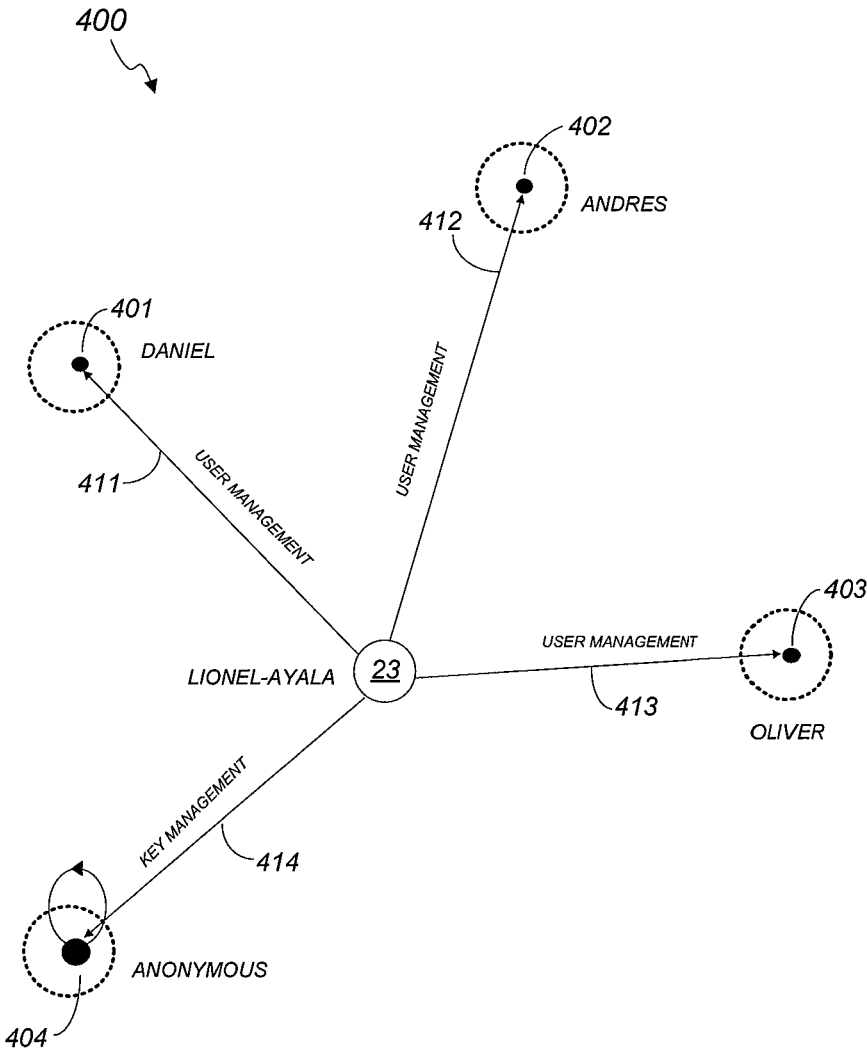 400
402
ANDRES
412
401
DANIEL
USER MANAGEMENT
411
USER MANAGEMENT
403
USER MANAGEMENT
LIONEL-AYALA
23
413
OLIVER
KEY MANAGEMENT
414
ANONYMOUS
404